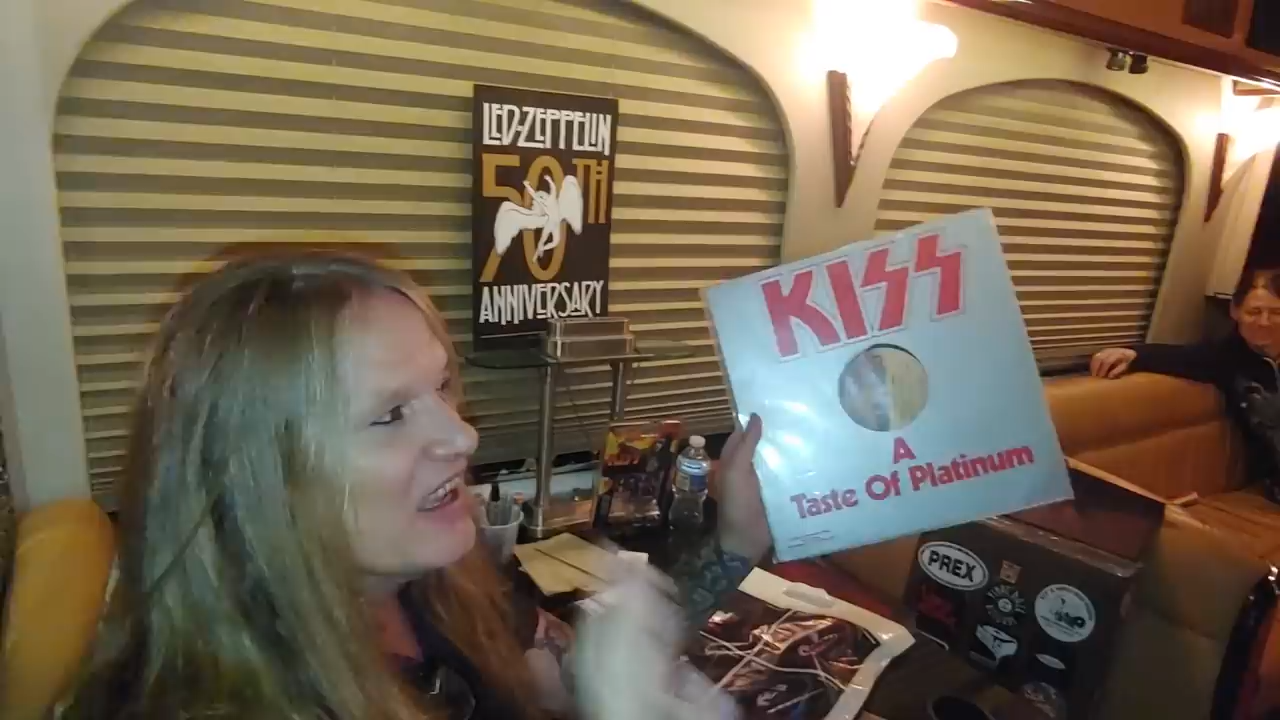 LED-ZEPPELIN
50TH
ANNIVERSARY
KISS
A
Taste Of Platinum
PREX